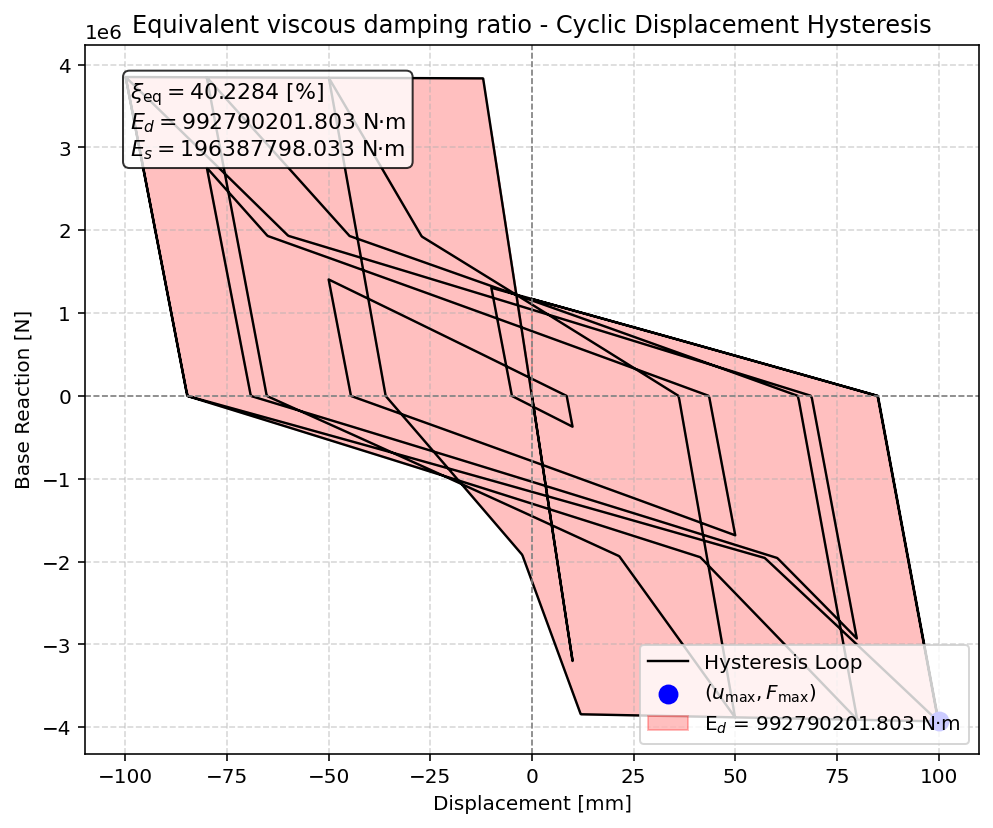 Equivalent viscous damping ratio - Cyclic Displacement Hysteresis
1e6
4
3
2
1
0
−1
−2
−3
−4
Base Reaction [N]
ξeq = 40.2284 [%]
Ed = 992790201.803 N·m
Es = 196387798.033 N·m
Hysteresis Loop
(umax, Fmax)
Ed = 992790201.803 N·m
−100 −75 −50 −25 0 25 50 75 100
Displacement [mm]